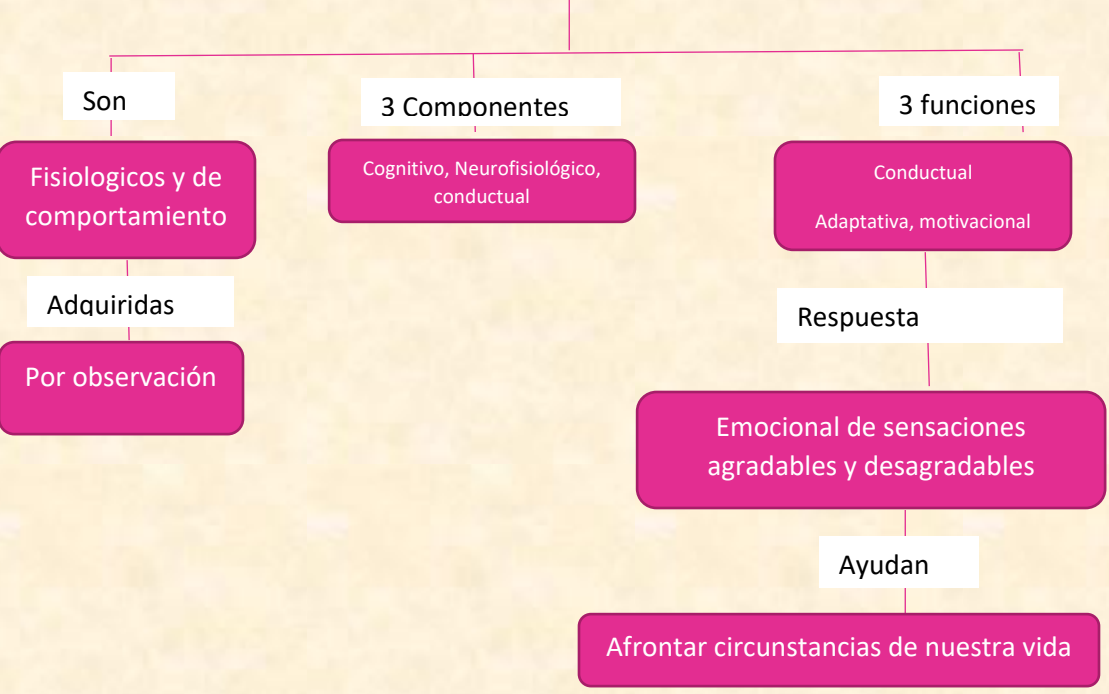 Son
3 Componentes
3 funciones
Fisiologicos y de
comportamiento
Cognitivo, Neurofisiológico,
conductual
Conductual
Adaptativa, motivacional
Adquiridas
Respuesta
Por observación
Emocional de sensaciones
agradables y desagradables
Ayudan
Afrontar circunstancias de nuestra vida